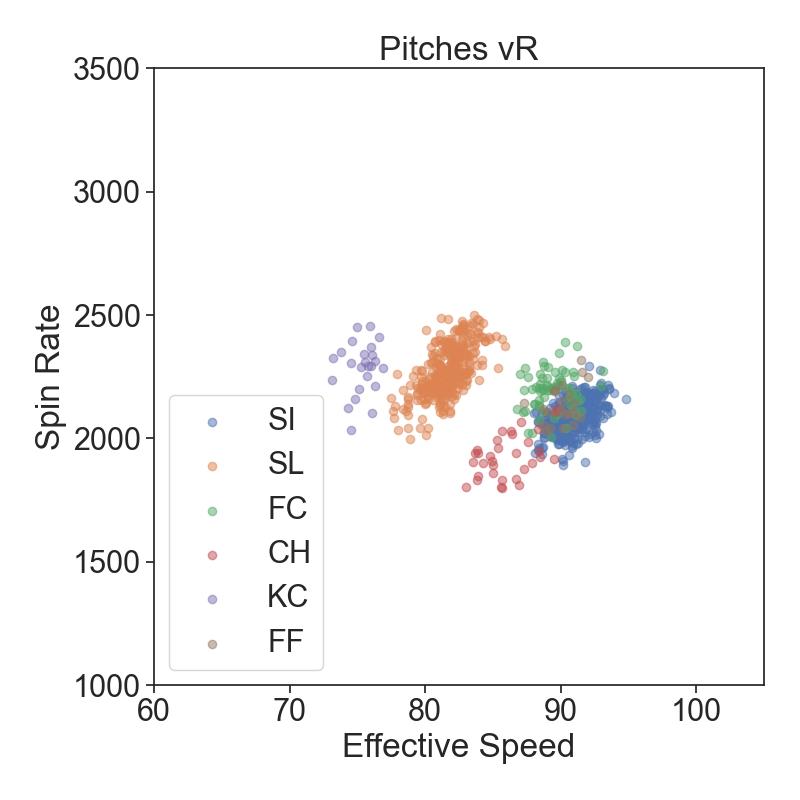 Pitches vR
3500
3000
2500
2000
1500
1000
Spin Rate
SI
SL
FC
CH
KC
FF
60 70 80 90 100
Effective Speed